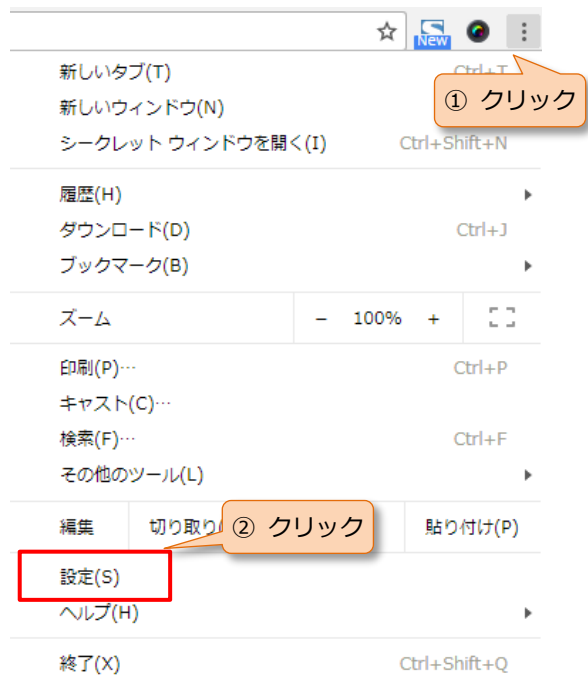 New
新しいタブ(T) Ctrl+T
① クリック
新しいウィンドウ(N)
シークレット ウィンドウを開く(I) Ctrl+Shift+N
履歴(H)
ダウンロード(D) Ctrl+J
ブックマーク(B)
ズーム － 100% +
印刷(P)… Ctrl+P
キャスト(C)…
検索(F)… Ctrl+F
その他のツール(L)
編集 切り取り( ② クリック 貼り付け(P)
設定(S)
ヘルプ(H)
終了(X) Ctrl+Shift+Q